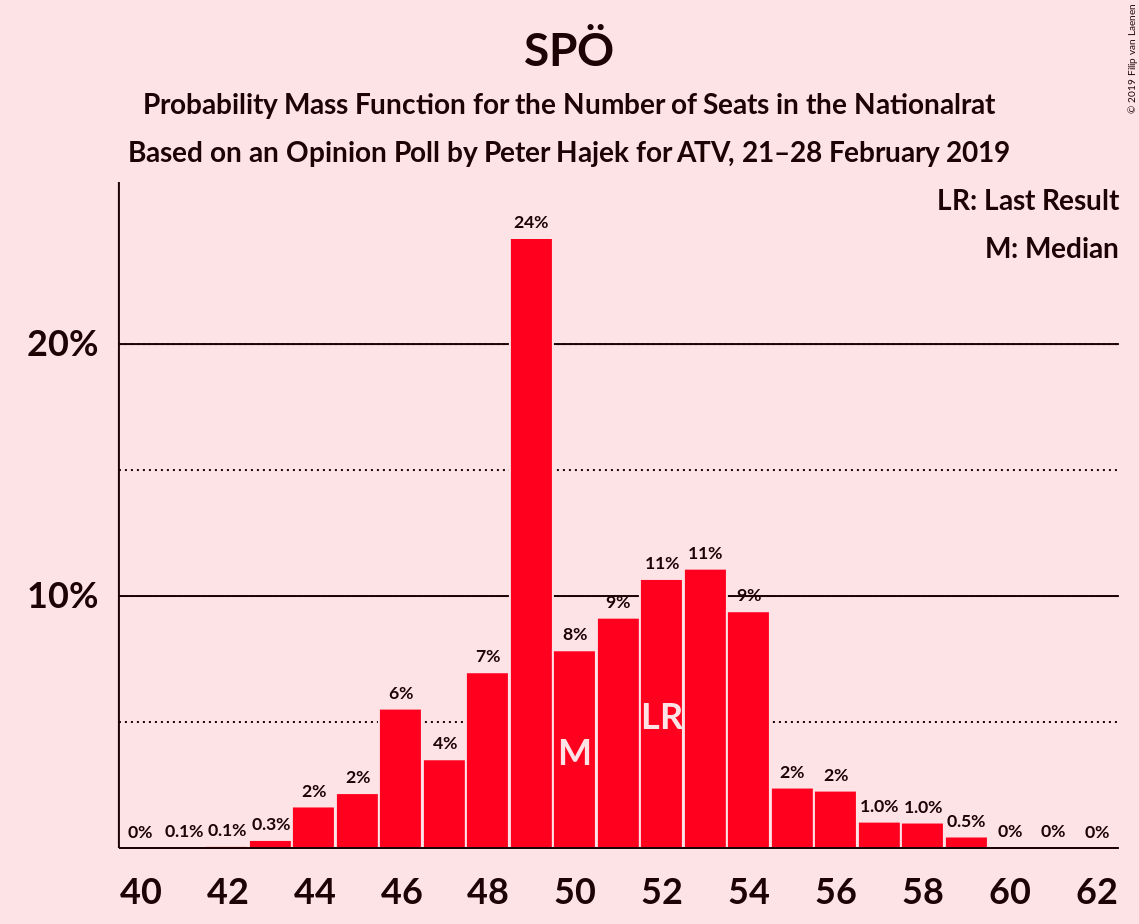 SPÖ
Probability Mass Function for the Number of Seats in the Nationalrat
Based on an Opinion Poll by Peter Hajek for ATV, 21–28 February 2019
© 2019 Filip van Laenen
LR: Last Result
M: Median
20%
10%
0% 0.1% 0.1% 0.3% 2% 2% 6% 4% 7% 24% 8% 9% 11% 11% 9% 2% 2% 1.0% 1.0% 0.5% 0% 0% 0%
M LR
40 42 44 46 48 50 52 54 56 58 60 62